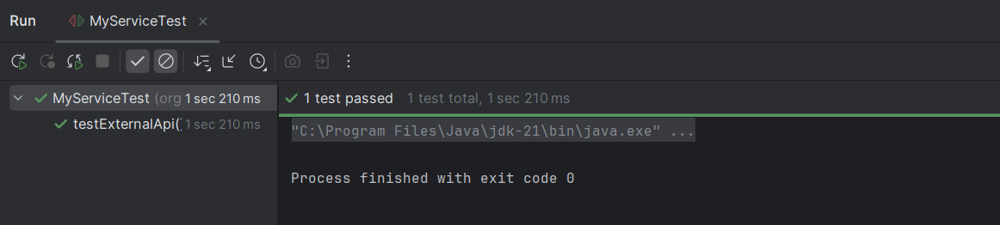 Run MyServiceTest
MyServiceTest (org 1 sec 210 ms
testExternalApi( 1 sec 210 ms
1 test passed 1 test total, 1 sec 210 ms
"C:\Program Files\Java\jdk-21\bin\java.exe" ...
Process finished with exit code 0